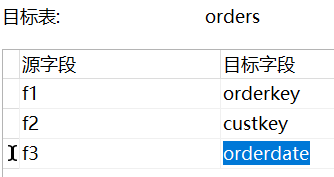 目标表: orders
源字段 目标字段
f1 orderkey
f2 custkey
f3 orderdate